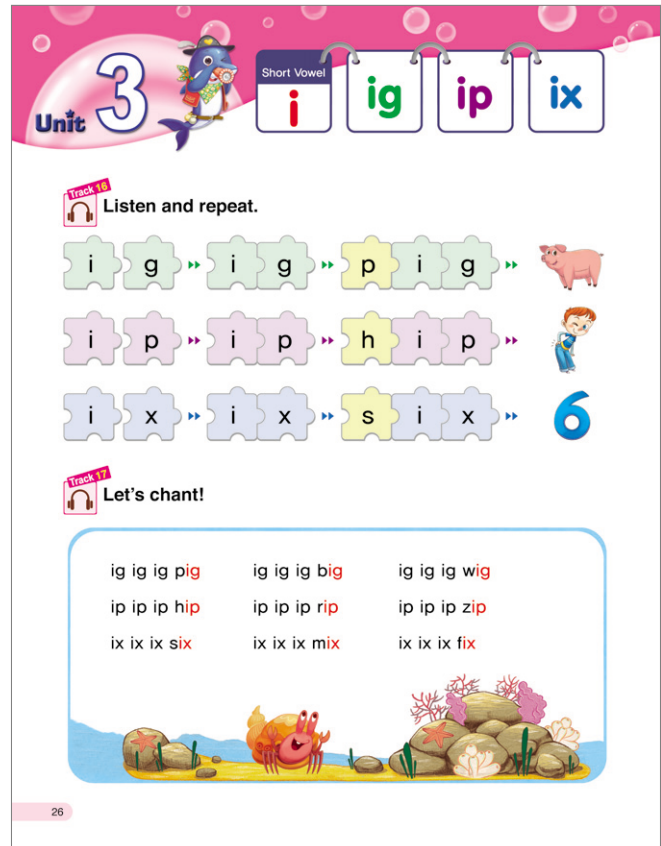 Unit 3
Short Vowel
i
ig
ip
ix
Track 16
Listen and repeat.
i g i g p i g
i p i p h i p
i x i x s i x 6
Track 17
Let's chant!
ig ig ig pig ig ig ig big ig ig ig wig
ip ip ip hip ip ip ip rip ip ip ip zip
ix ix ix six ix ix ix mix ix ix ix fix
26